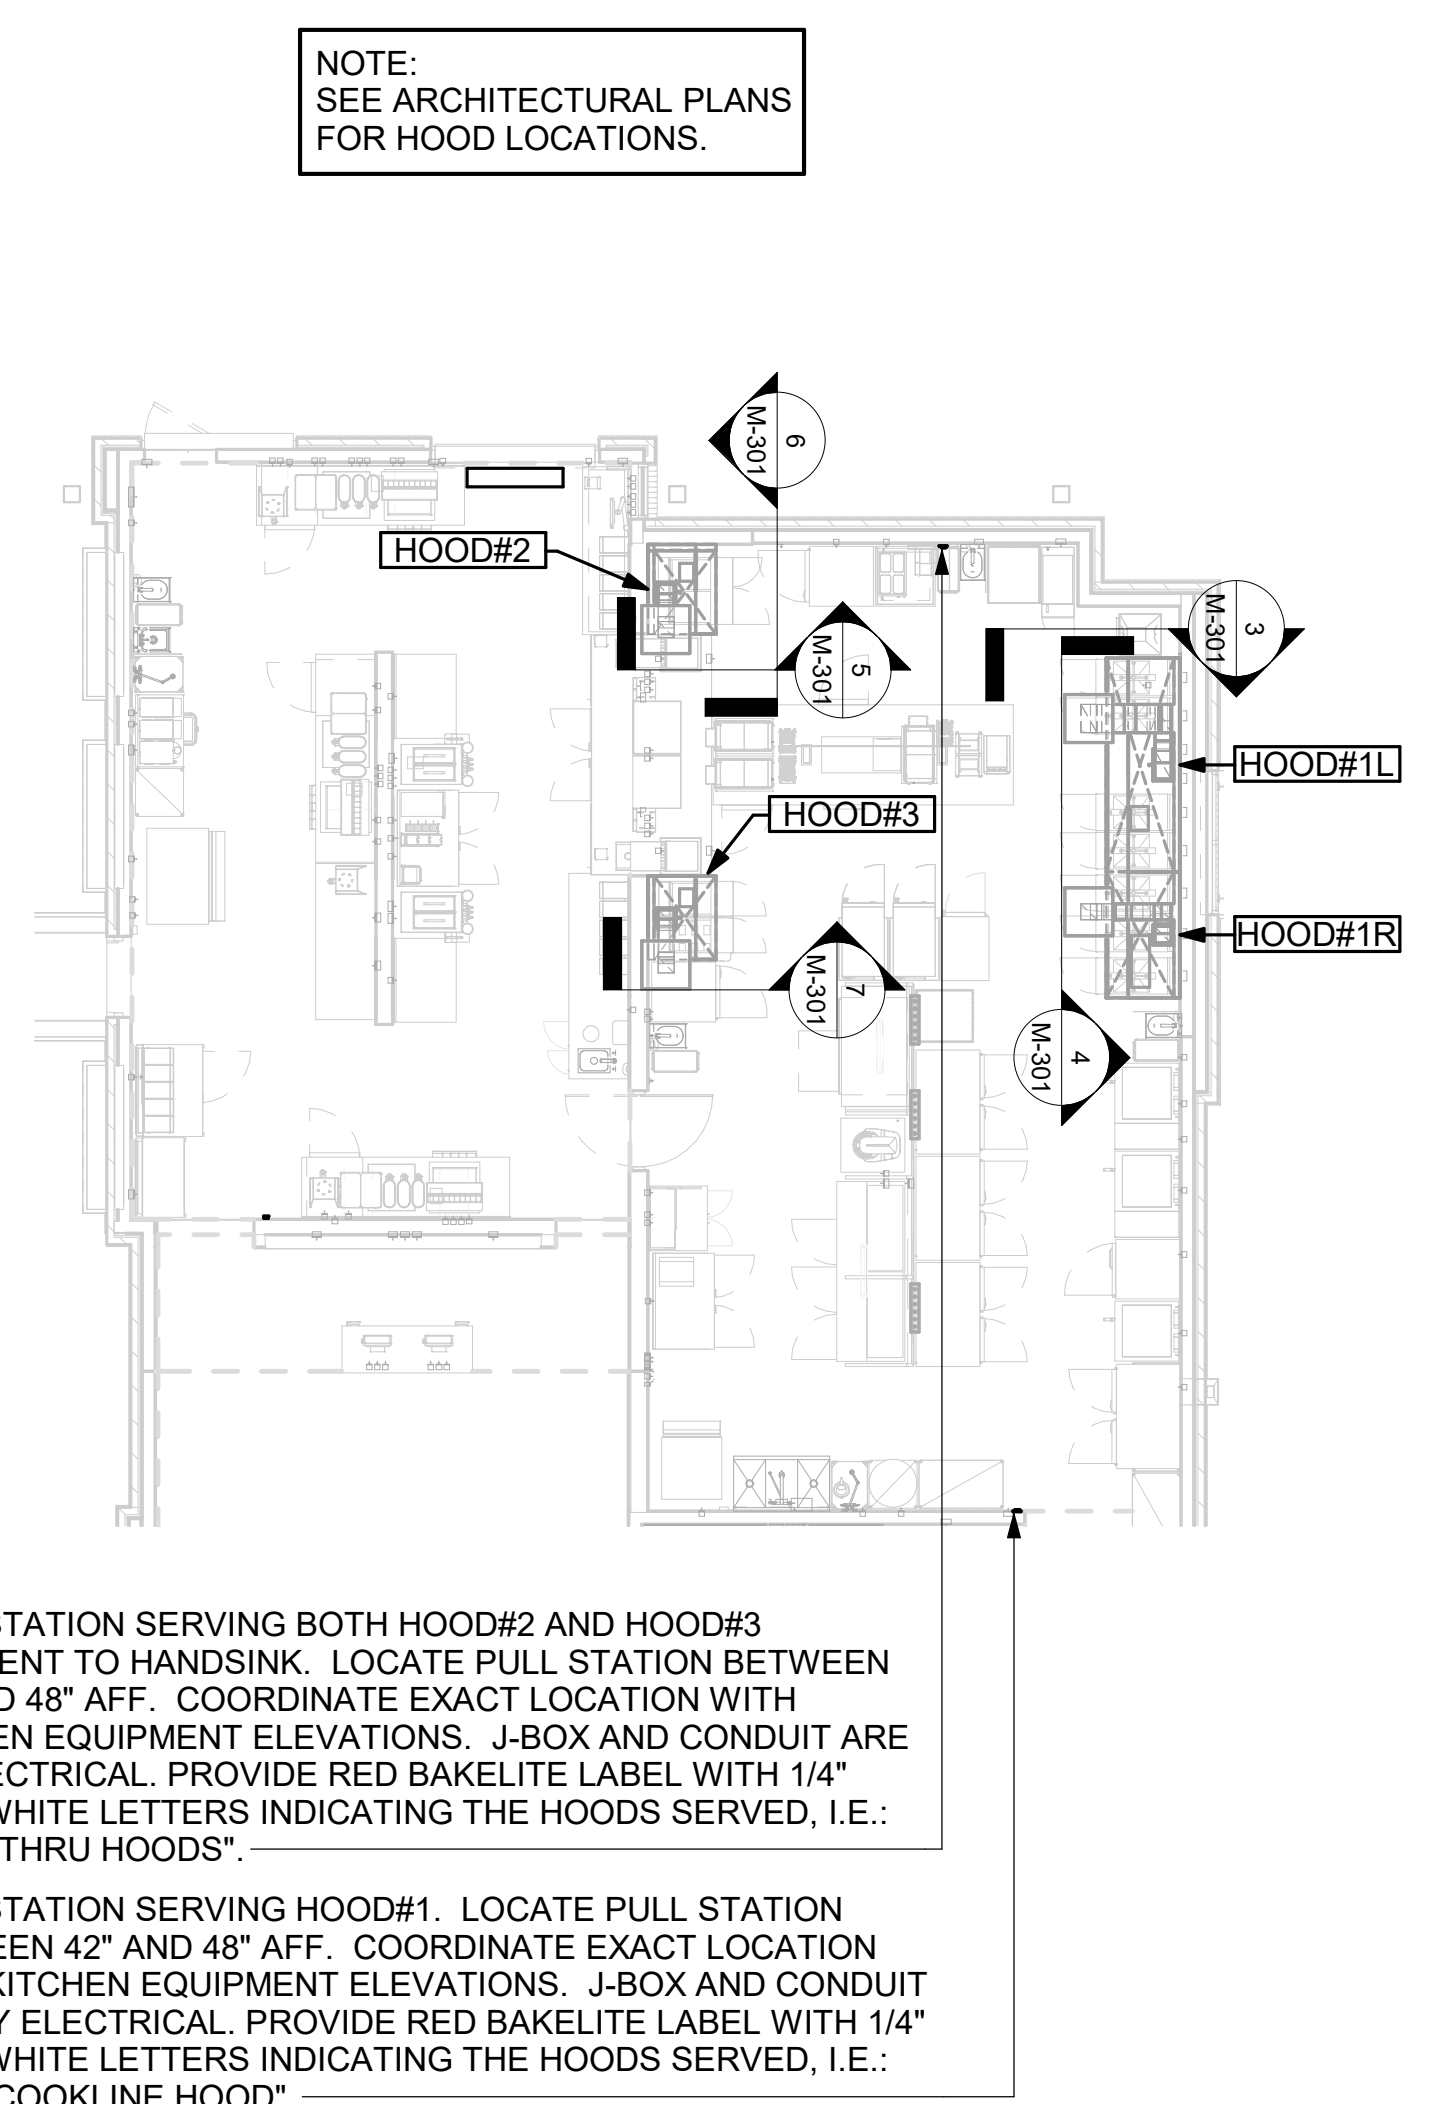 NOTE:
SEE ARCHITECTURAL PLANS
FOR HOOD LOCATIONS.
6
M-301
HOOD#2
3
M-301
5
M-301
HOOD#1L
HOOD#3
HOOD#1R
7
M-301
4
M-301
STATION SERVING BOTH HOOD#2 AND HOOD#3
ENT TO HANDSINK. LOCATE PULL STATION BETWEEN
D 48" AFF. COORDINATE EXACT LOCATION WITH
EN EQUIPMENT ELEVATIONS. J-BOX AND CONDUIT ARE
ECTRICAL. PROVIDE RED BAKELITE LABEL WITH 1/4"
WHITE LETTERS INDICATING THE HOODS SERVED, I.E.:
THRU HOODS".
STATION SERVING HOOD#1. LOCATE PULL STATION
EEN 42" AND 48" AFF. COORDINATE EXACT LOCATION
KITCHEN EQUIPMENT ELEVATIONS. J-BOX AND CONDUIT
Y ELECTRICAL. PROVIDE RED BAKELITE LABEL WITH 1/4"
WHITE LETTERS INDICATING THE HOODS SERVED, I.E.:
COOKLINE HOOD"